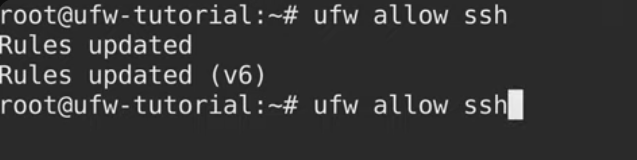 root@ufw-tutorial:~# ufw allow ssh
Rules updated
Rules updated (v6)
root@ufw-tutorial:~# ufw allow ssh